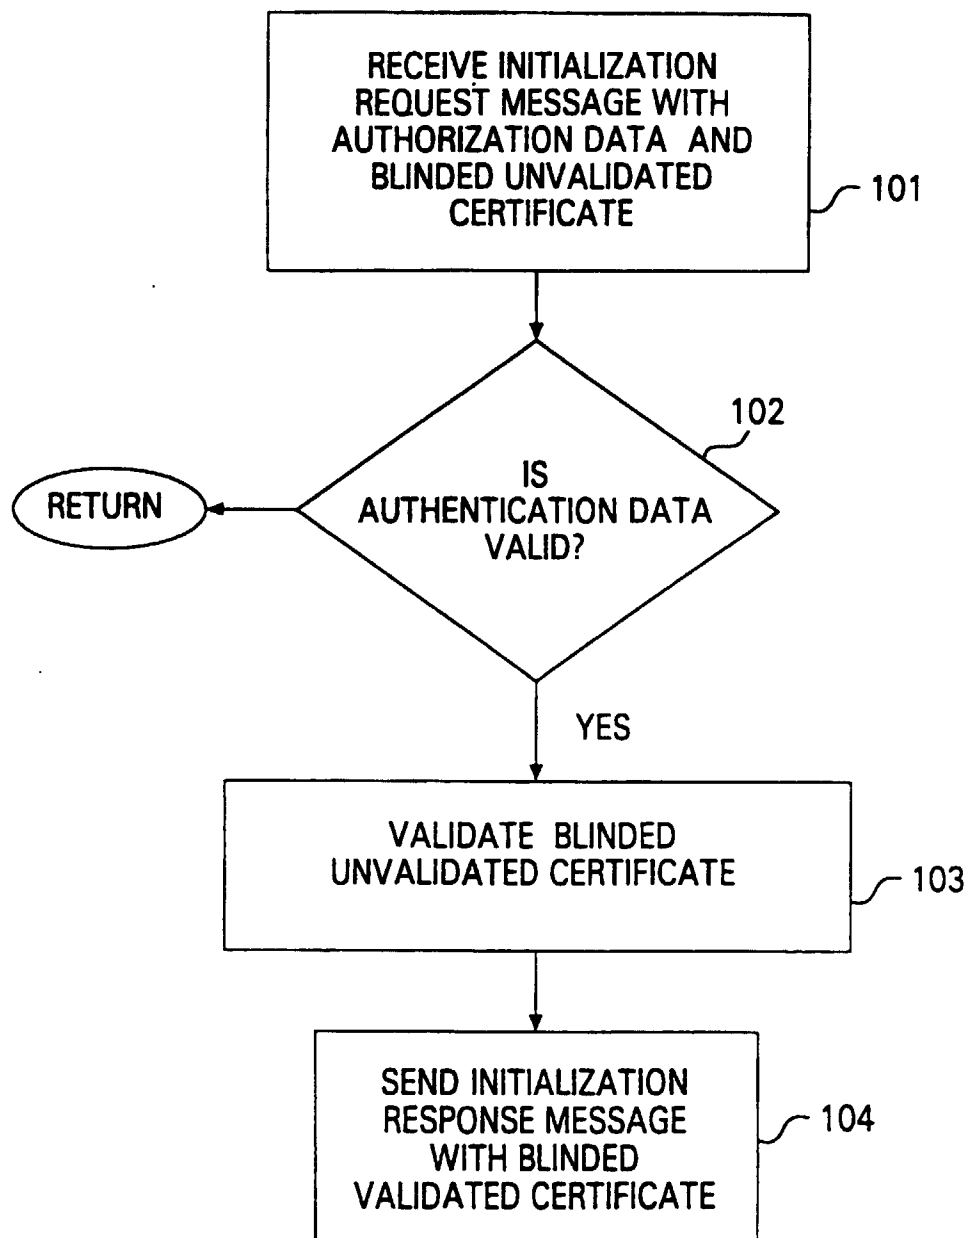 RECEIVE INITIALIZATION
REQUEST MESSAGE WITH
AUTHORIZATION DATA AND
BLINDED UNVALIDATED
CERTIFICATE
101
102
IS
AUTHENTICATION DATA
VALID?
RETURN
YES
VALIDATE BLINDED
UNVALIDATED CERTIFICATE
103
SEND INITIALIZATION
RESPONSE MESSAGE
WITH BLINDED
VALIDATED CERTIFICATE
104